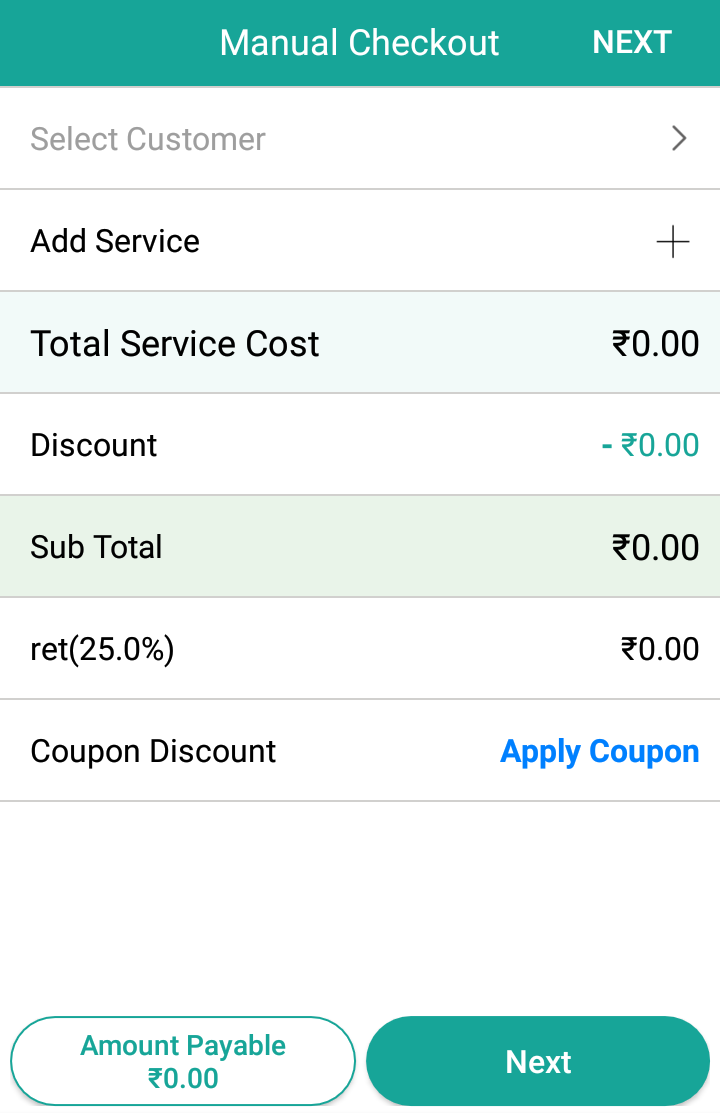 Manual Checkout NEXT
Select Customer
Add Service
Total Service Cost ₹0.00
Discount - ₹0.00
Sub Total ₹0.00
ret(25.0%) ₹0.00
Coupon Discount Apply Coupon
Amount Payable
₹0.00
Next